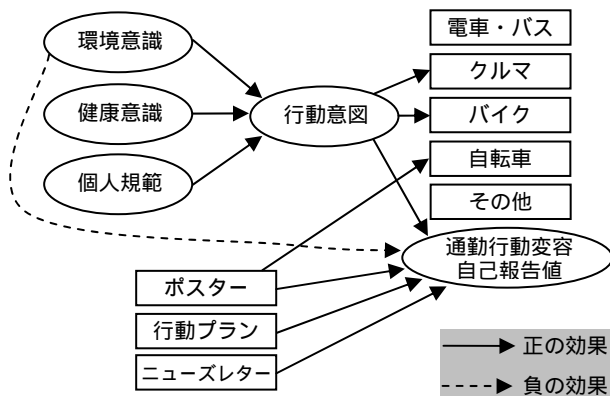 環境意識
健康意識
個人規範
行動意図
電車・バス
クルマ
バイク
自転車
その他
通勤行動変容
自己報告値
ポスター
行動プラン
ニューズレター
正の効果
負の効果